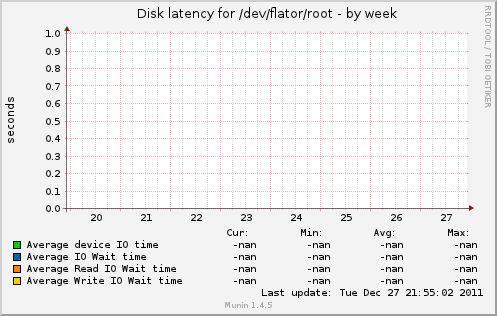 Disk latency for /dev/flator/root - by week
RRDTOOL / TOBI OETIKER
seconds
1.0
0.9
0.8
0.7
0.6
0.5
0.4
0.3
0.2
0.1
0.0
20 21 22 23 24 25 26 27
Cur: Min: Avg: Max:
Average device IO time -nan -nan -nan -nan
Average IO Wait time -nan -nan -nan -nan
Average Read IO Wait time -nan -nan -nan -nan
Average Write IO Wait time -nan -nan -nan -nan
Last update: Tue Dec 27 21:55:02 2011
Munin 1.4.5